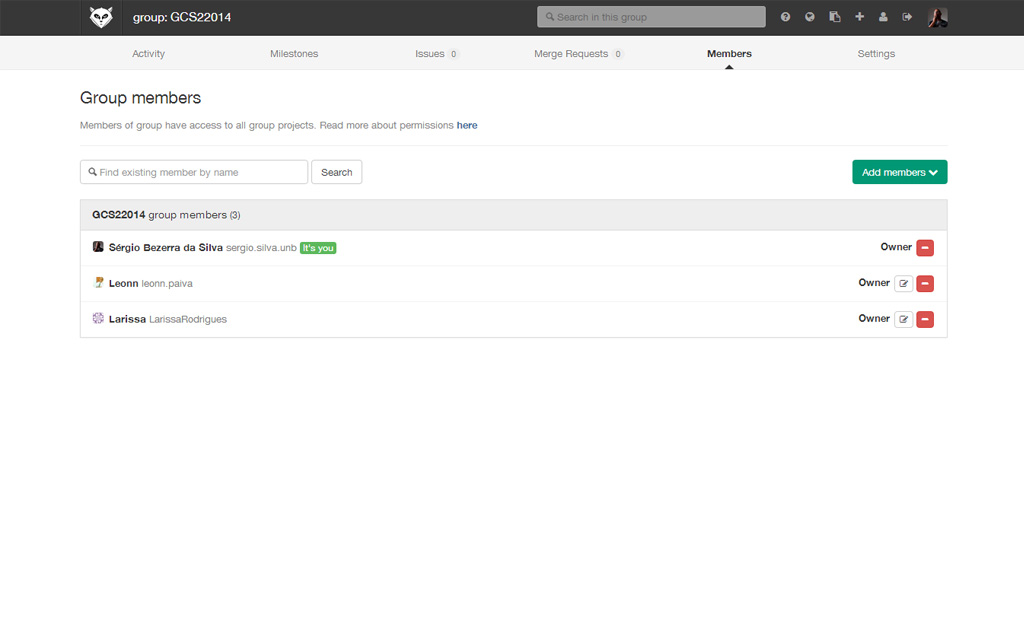 group: GCS22014
Search in this group
Activity
Milestones
Issues 0
Merge Requests 0
Members
Settings
Group members
Members of group have access to all group projects. Read more about permissions here
Find existing member by name
Search
Add members
GCS22014 group members (3)
Sérgio Bezerra da Silva sergio.silva.unb It's you
Owner
Leonn leonn.paiva
Owner
Larissa LarissaRodrigues
Owner